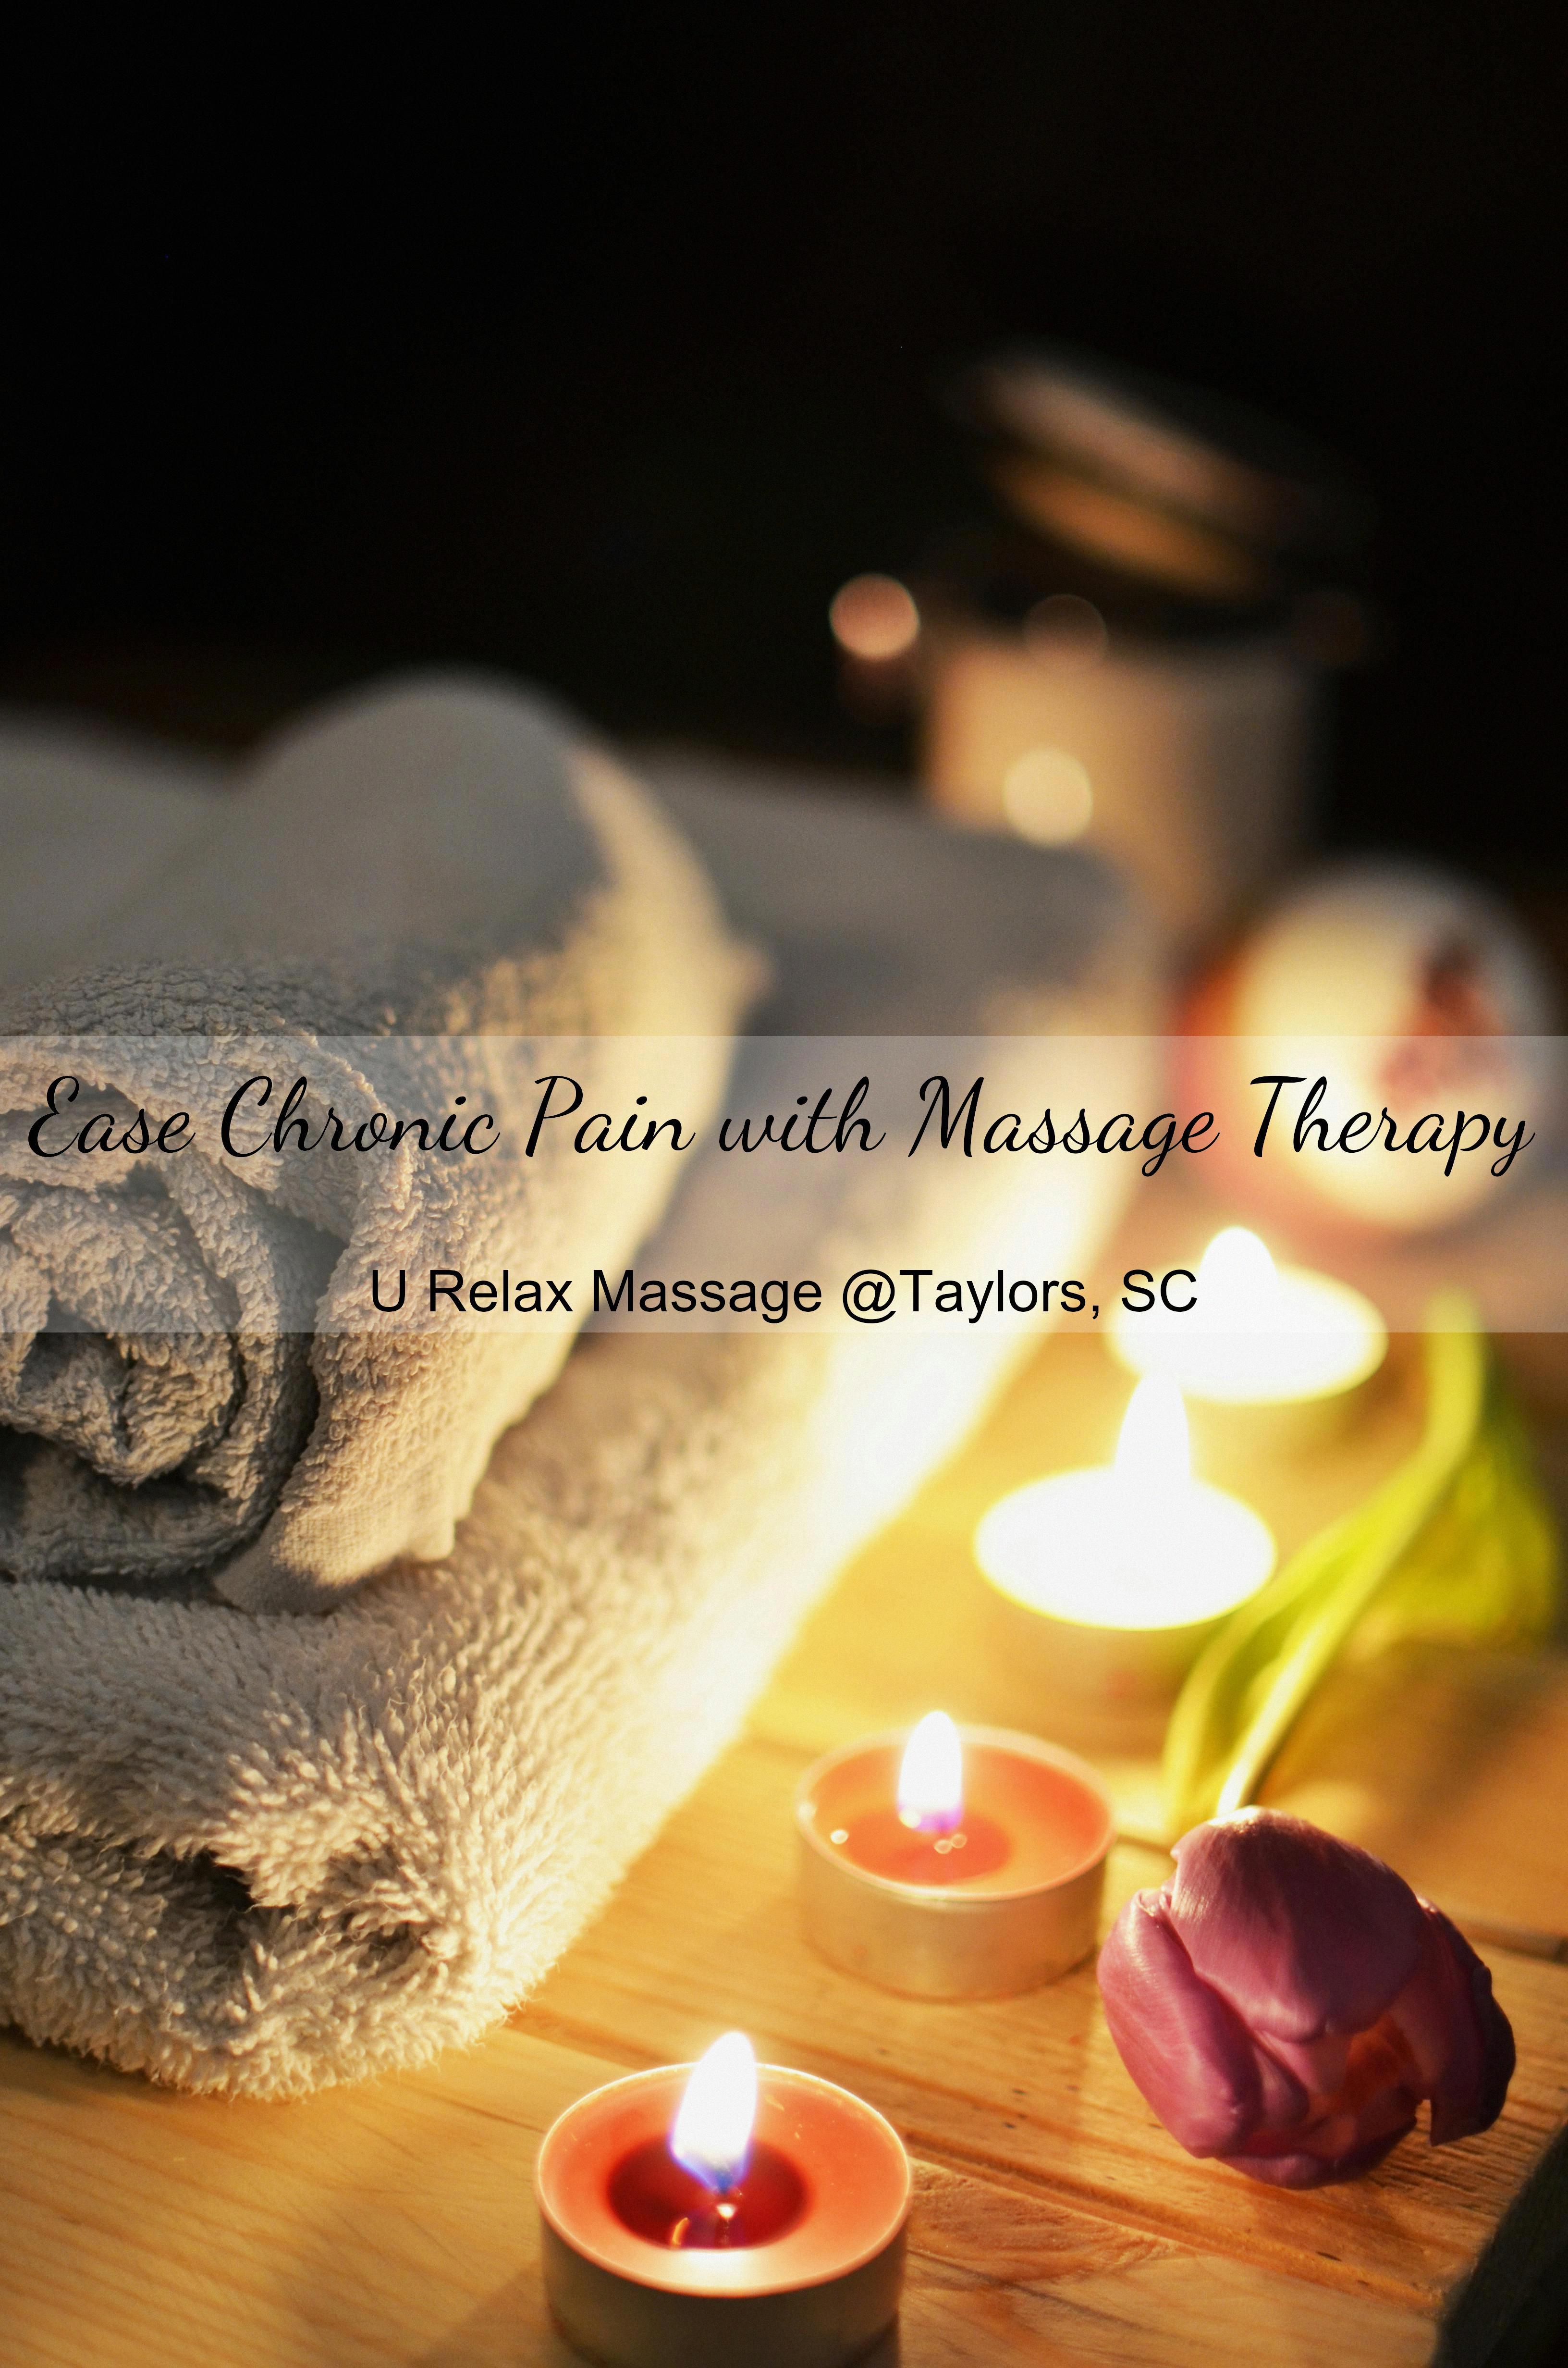 Ease Chronic Pain with Massage Therapy
U Relax Massage @Taylors, SC